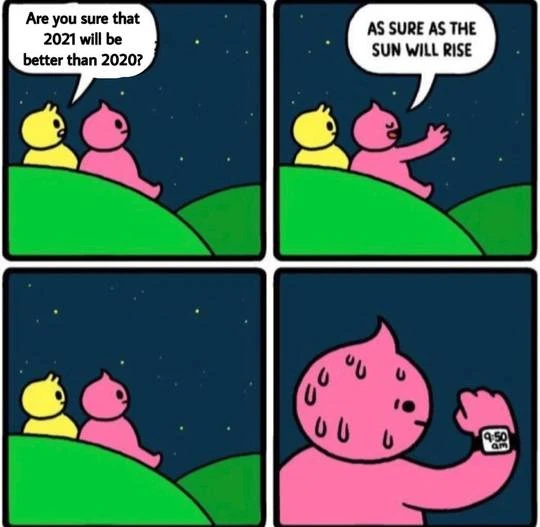 Are you sure that
2021 will be
better than 2020?
AS SURE AS THE
SUN WILL RISE
9:50
am